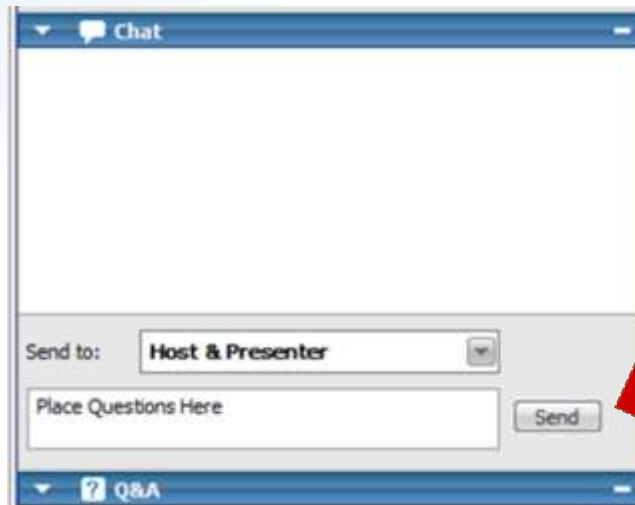 Chat
Send to: Host & Presenter
Place Questions Here
Send
Q&A